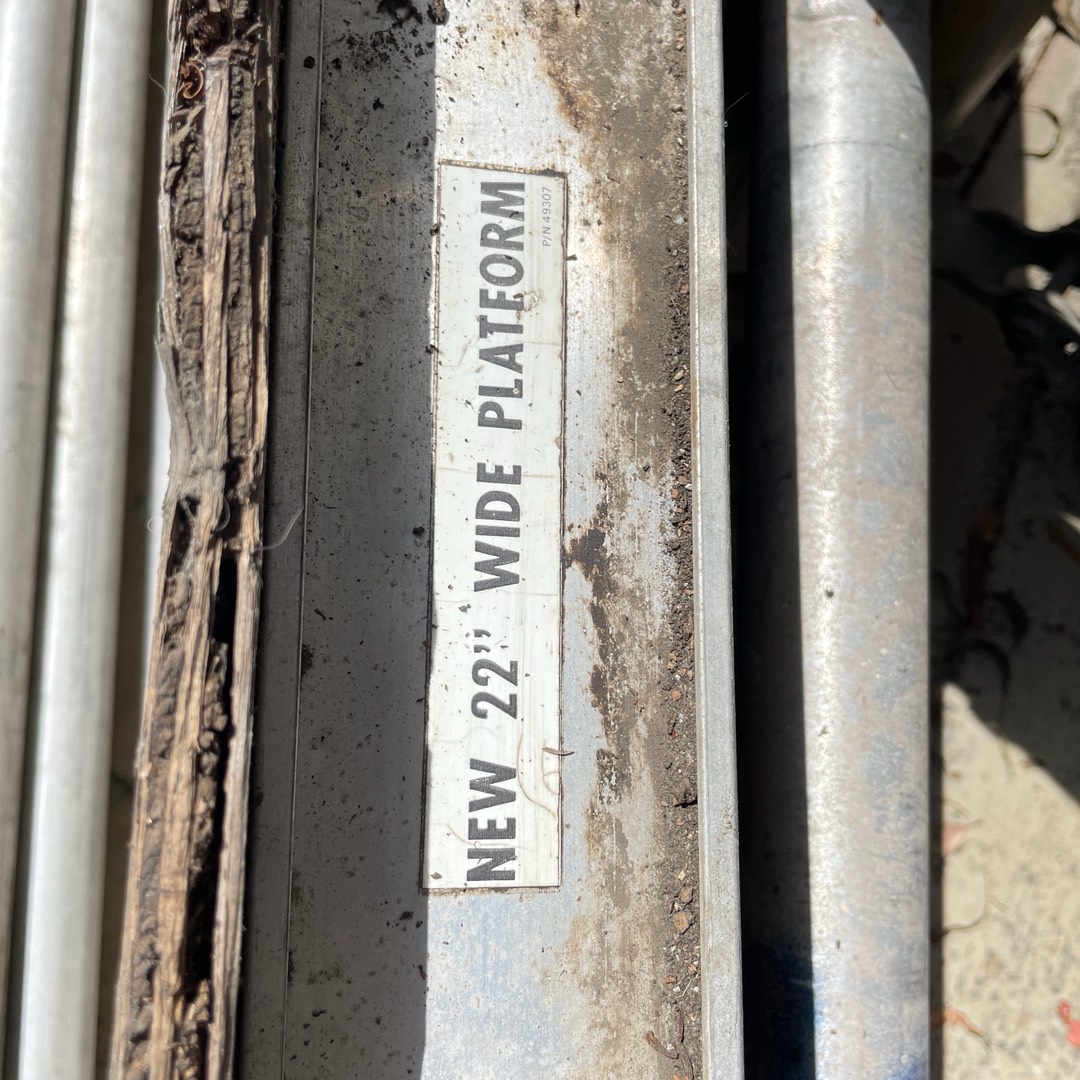 NEW 22” WIDE PLATFORM
P/N 49307